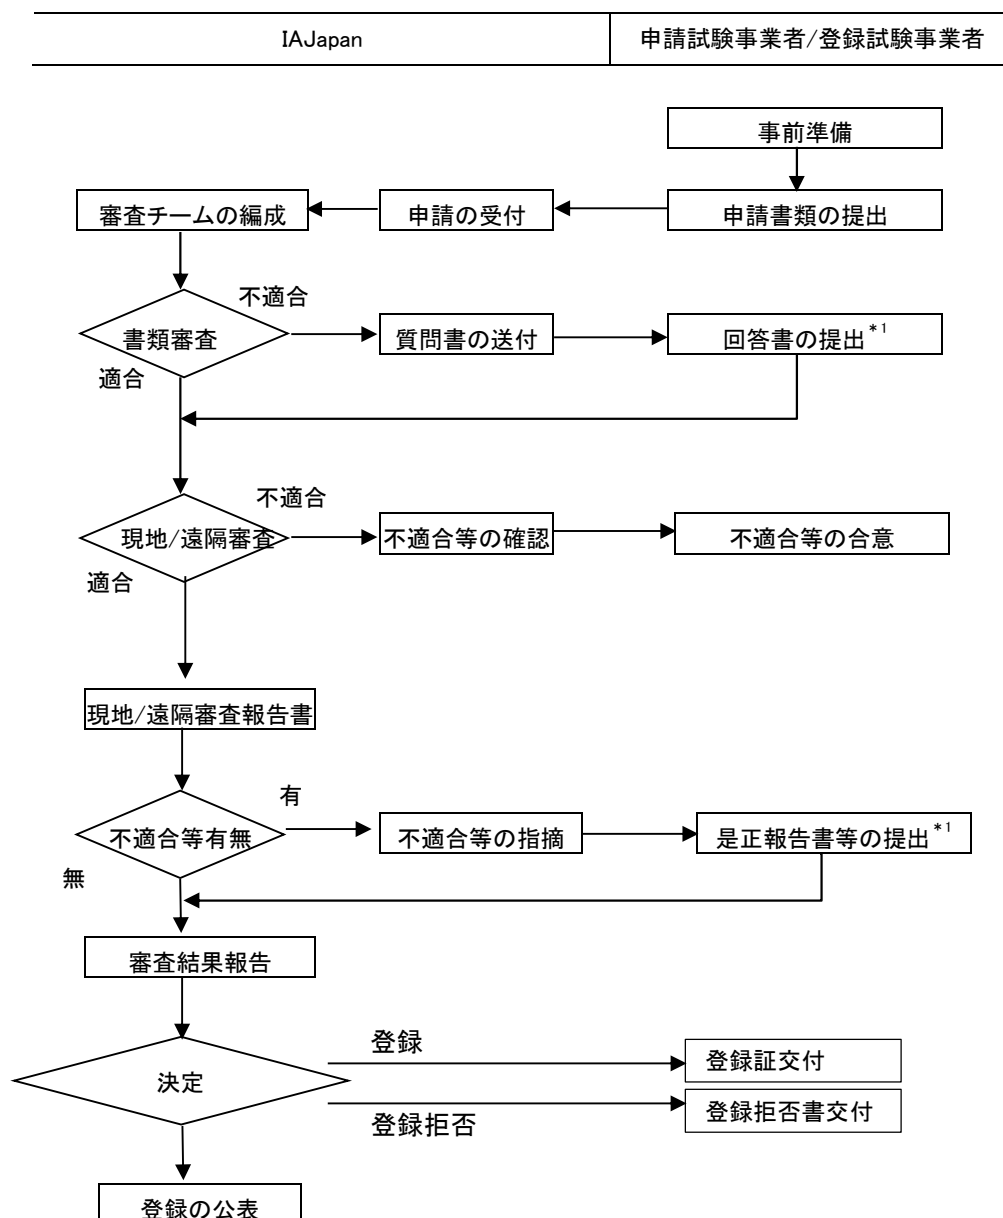 IAJapan
申請試験事業者/登録試験事業者
事前準備
審査チームの編成
申請の受付
申請書類の提出
不適合
書類審査
質問書の送付
回答書の提出*1
適合
不適合
現地/遠隔審査
不適合等の確認
不適合等の合意
適合
現地/遠隔審査報告書
有
不適合等有無
不適合等の指摘
是正報告書等の提出*1
無
審査結果報告
登録
登録証交付
決定
登録拒否書交付
登録拒否
登録の公表